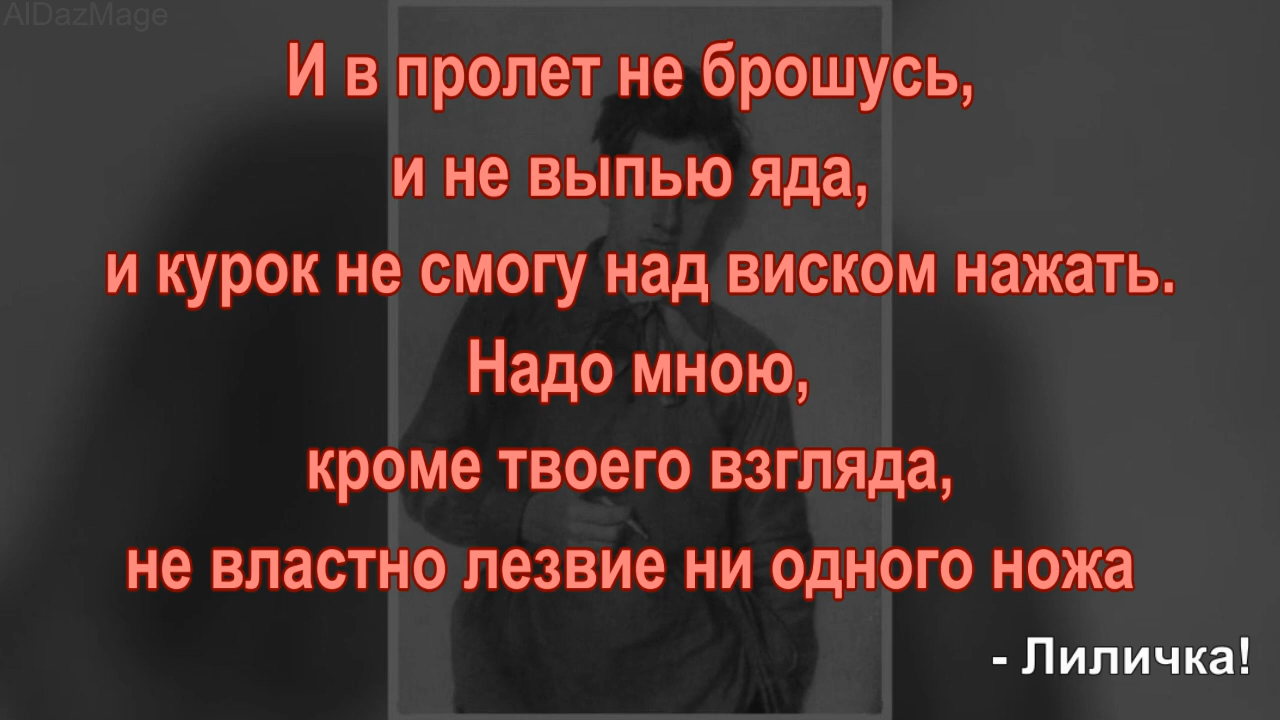 AlDazMage
И в пролет не брошусь,
и не выпью яда,
и курок не смогу над виском нажать.
Надо мною,
кроме твоего взгляда,
не властно лезвие ни одного ножа
- Лиличка!